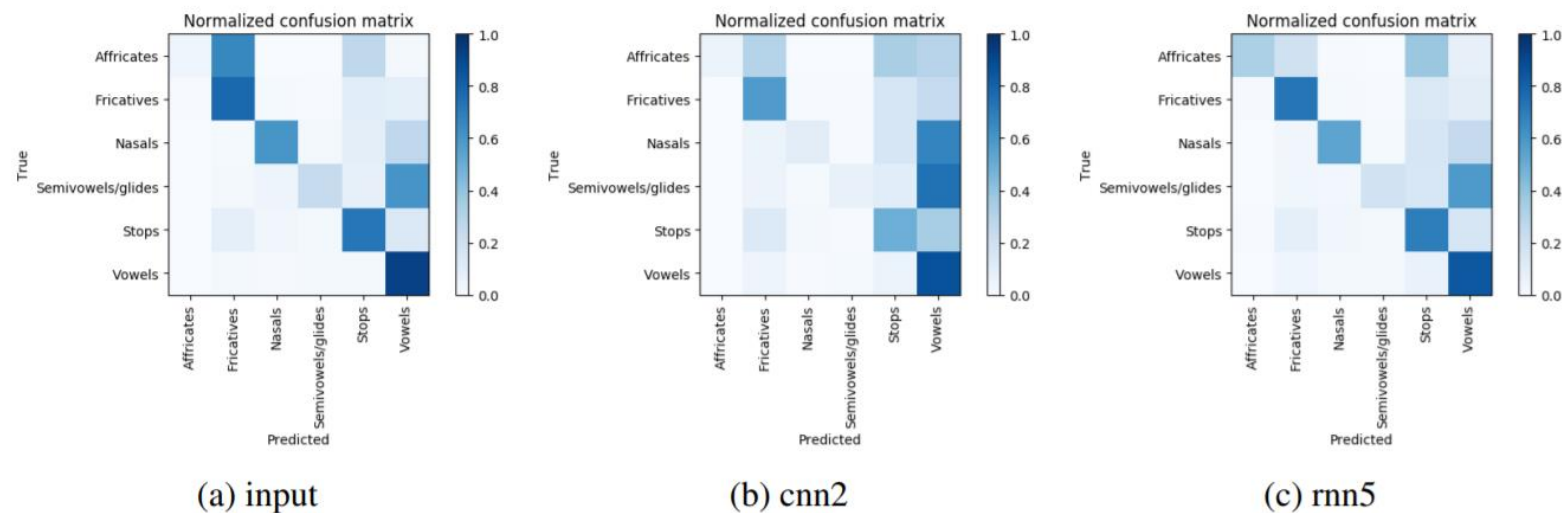 Normalized confusion matrix
Affricates
Fricatives
Nasals
Semivowels/glides
Stops
Vowels
True
Affricates
Fricatives
Nasals
Semivowels/glides
Stops
Vowels
Predicted
1.0
0.8
0.6
0.4
0.2
0.0
(a) input
Normalized confusion matrix
Affricates
Fricatives
Nasals
Semivowels/glides
Stops
Vowels
True
Affricates
Fricatives
Nasals
Semivowels/glides
Stops
Vowels
Predicted
1.0
0.8
0.6
0.4
0.2
0.0
(b) cnn2
Normalized confusion matrix
Affricates
Fricatives
Nasals
Semivowels/glides
Stops
Vowels
True
Affricates
Fricatives
Nasals
Semivowels/glides
Stops
Vowels
Predicted
1.0
0.8
0.6
0.4
0.2
0.0
(c) rnn5